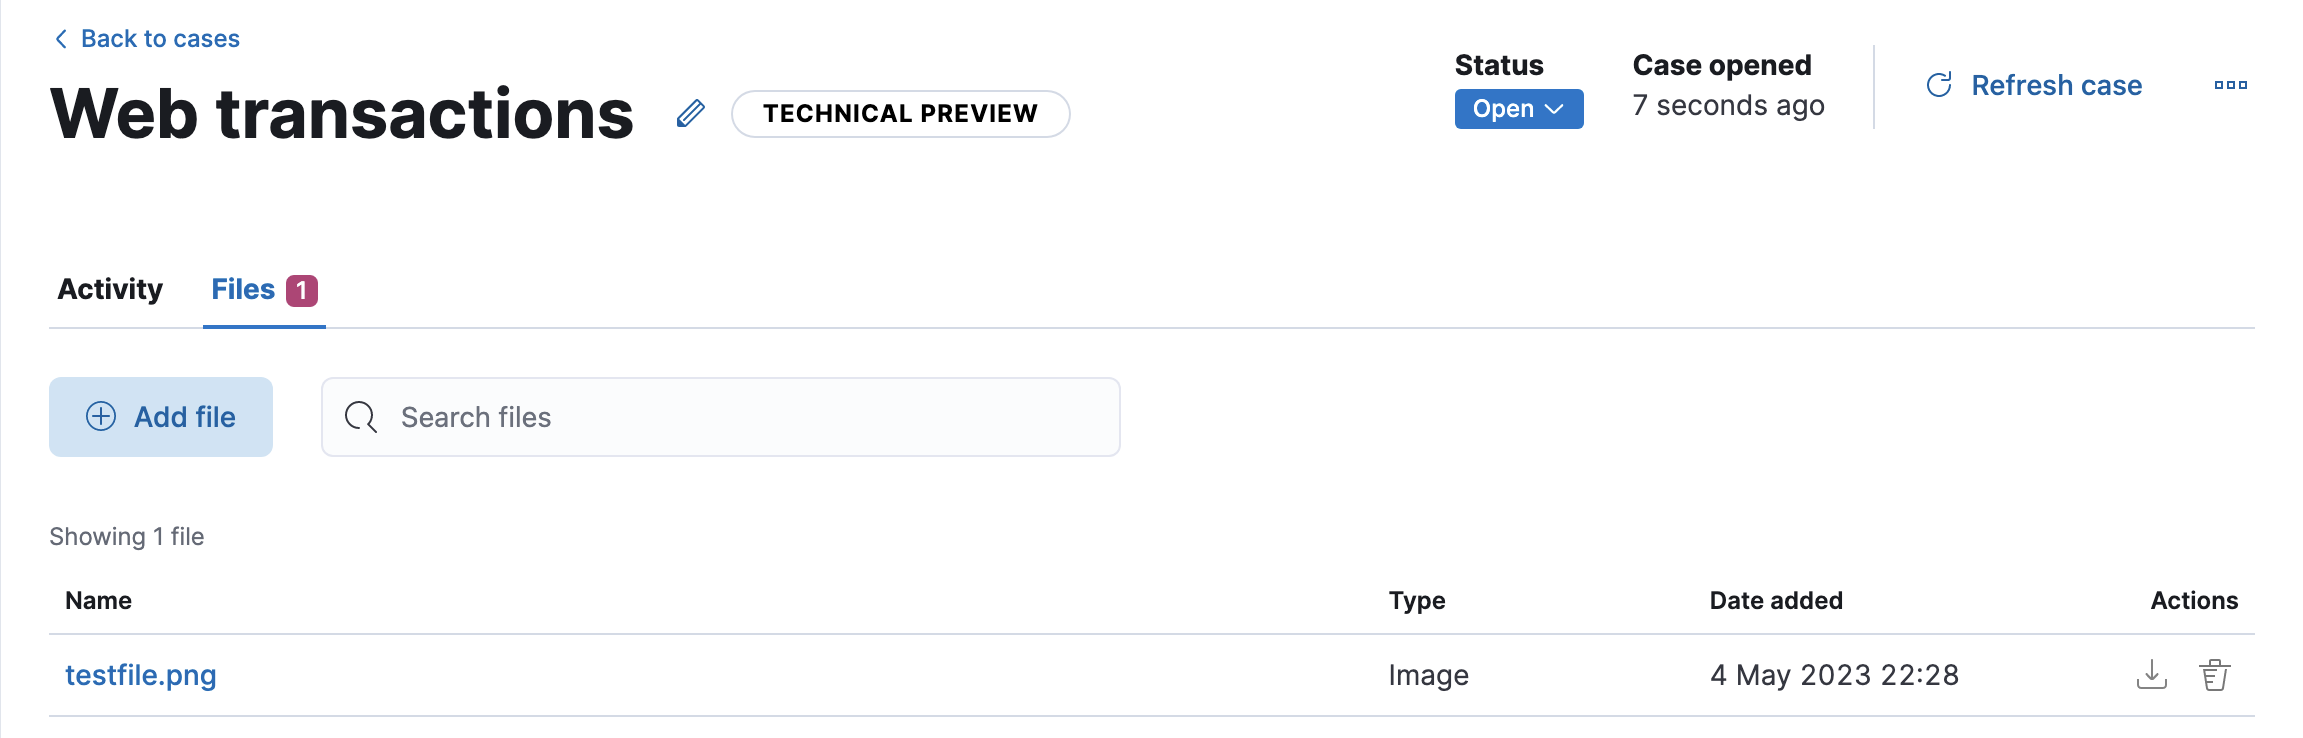 Back to cases
Web transactions
TECHNICAL PREVIEW
Status
Open
Case opened
7 seconds ago
Refresh case
Activity
Files 1
Add file
Search files
Showing 1 file
Name Type Date added Actions
testfile.png Image 4 May 2023 22:28